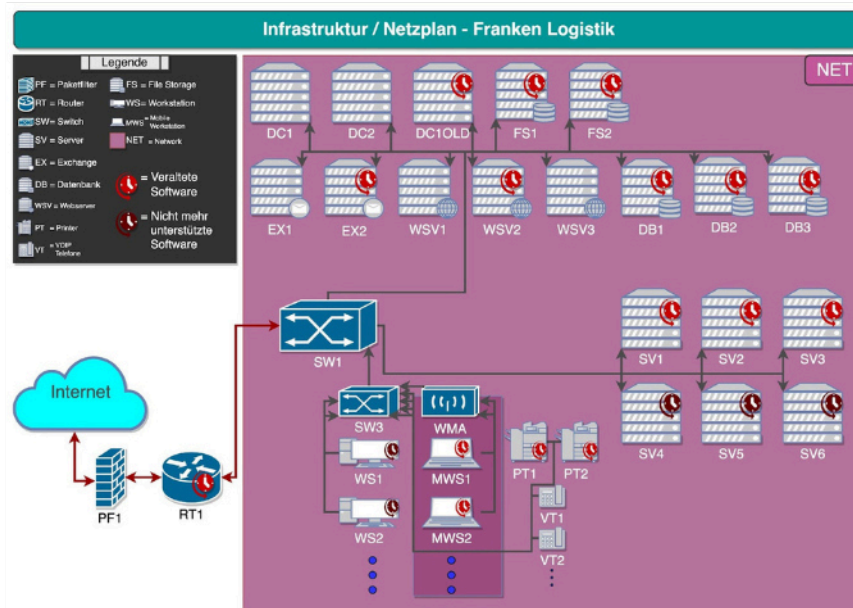 Infrastruktur / Netzplan - Franken Logistik
Legende
PF = Paketfilter
FS = File Storage
RT = Router
WS= Workstation
SW= Switch
MWS = Mobile
Workstation
SV = Server
NET = Network
EX = Exchange
DB = Datenbank
WSV = Webserver
PT = Printer
VT = VOIP
Telefone
= Veraltete
Software
= Nicht mehr
unterstützte
Software
NET
DC1
DC2
DC1OLD
FS1
FS2
EX1
EX2
WSV1
WSV2
WSV3
DB1
DB2
DB3
SW1
SV1
SV2
SV3
Internet
SW3
WMA
SV4
SV5
SV6
WS1
MWS1
PT1
PT2
PF1
RT1
VT1
WS2
MWS2
VT2